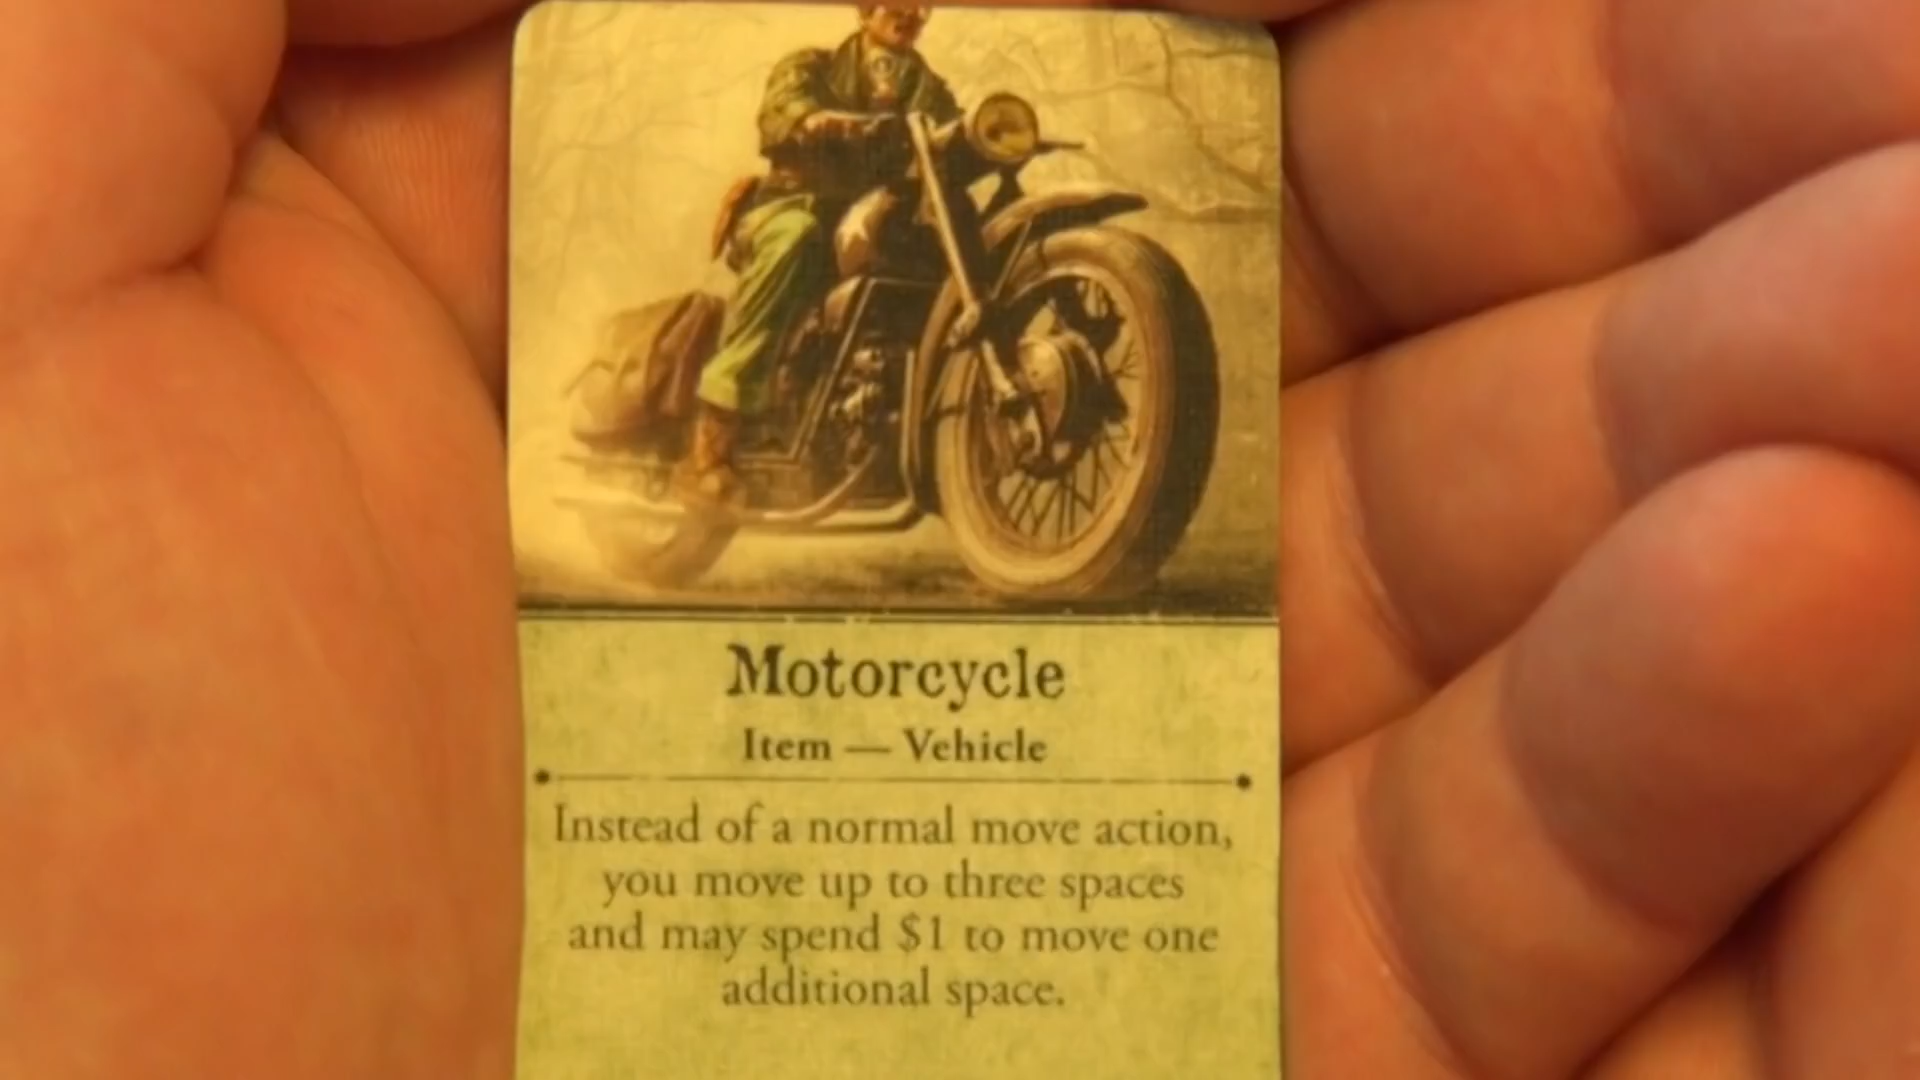 Motorcycle
Item — Vehicle
Instead of a normal move action,
you move up to three spaces
and may spend $1 to move one
additional space.